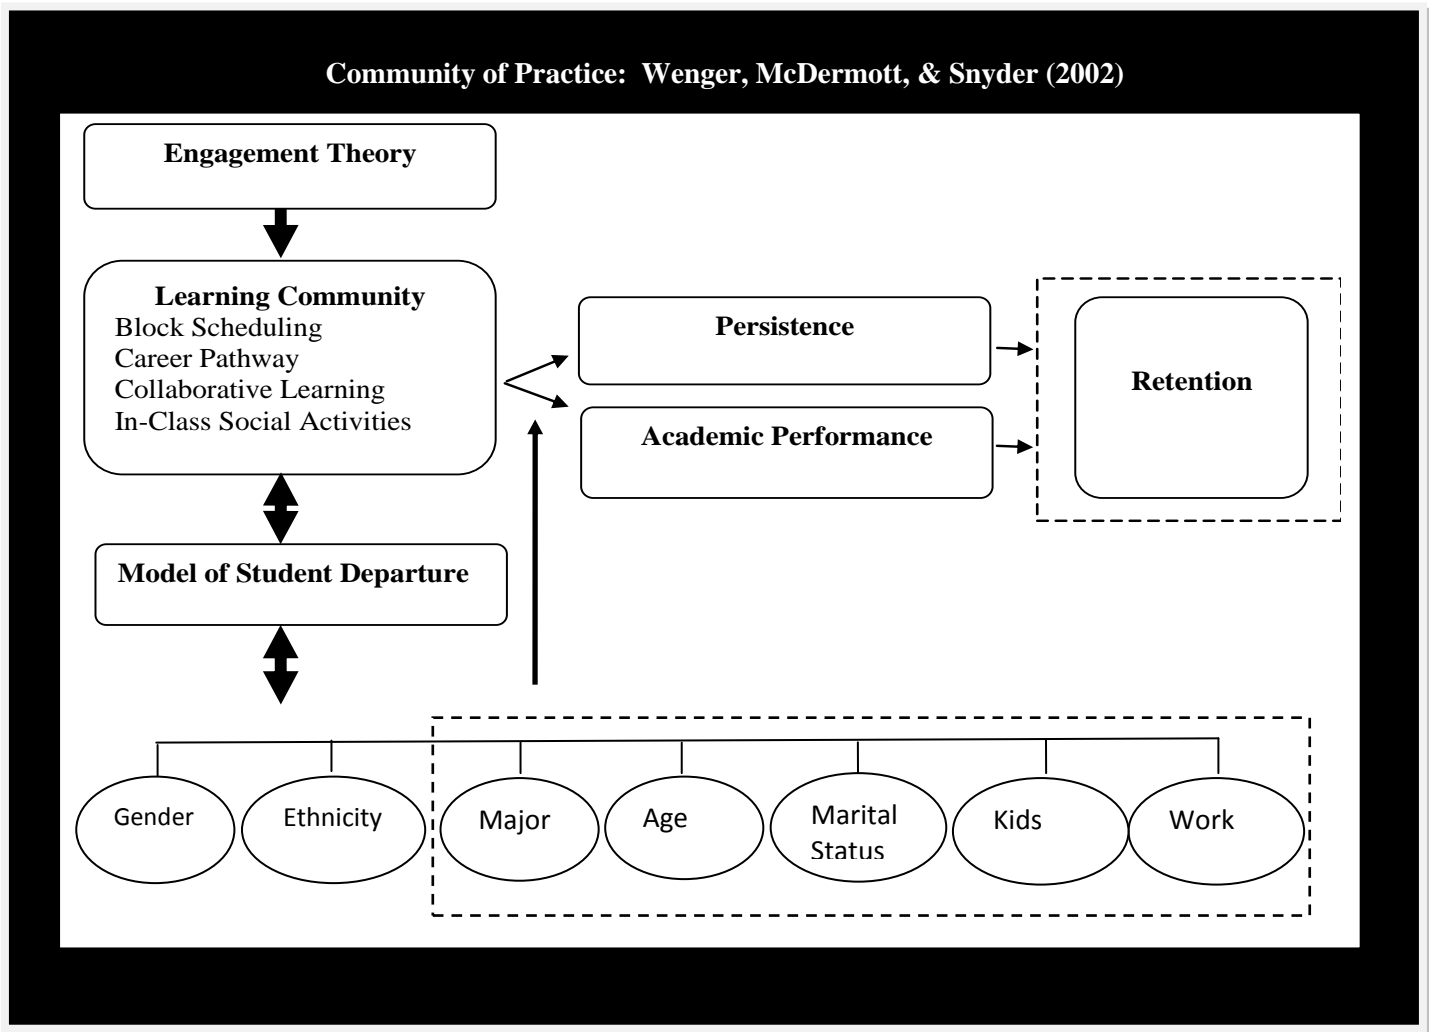 Community of Practice:  Wenger, McDermott, & Snyder (2002)
Engagement Theory
Learning Community
Block Scheduling
Career Pathway
Collaborative Learning
In-Class Social Activities
Persistence
Academic Performance
Retention
Model of Student Departure
Gender
Ethnicity
Major
Age
Marital
Status
Kids
Work